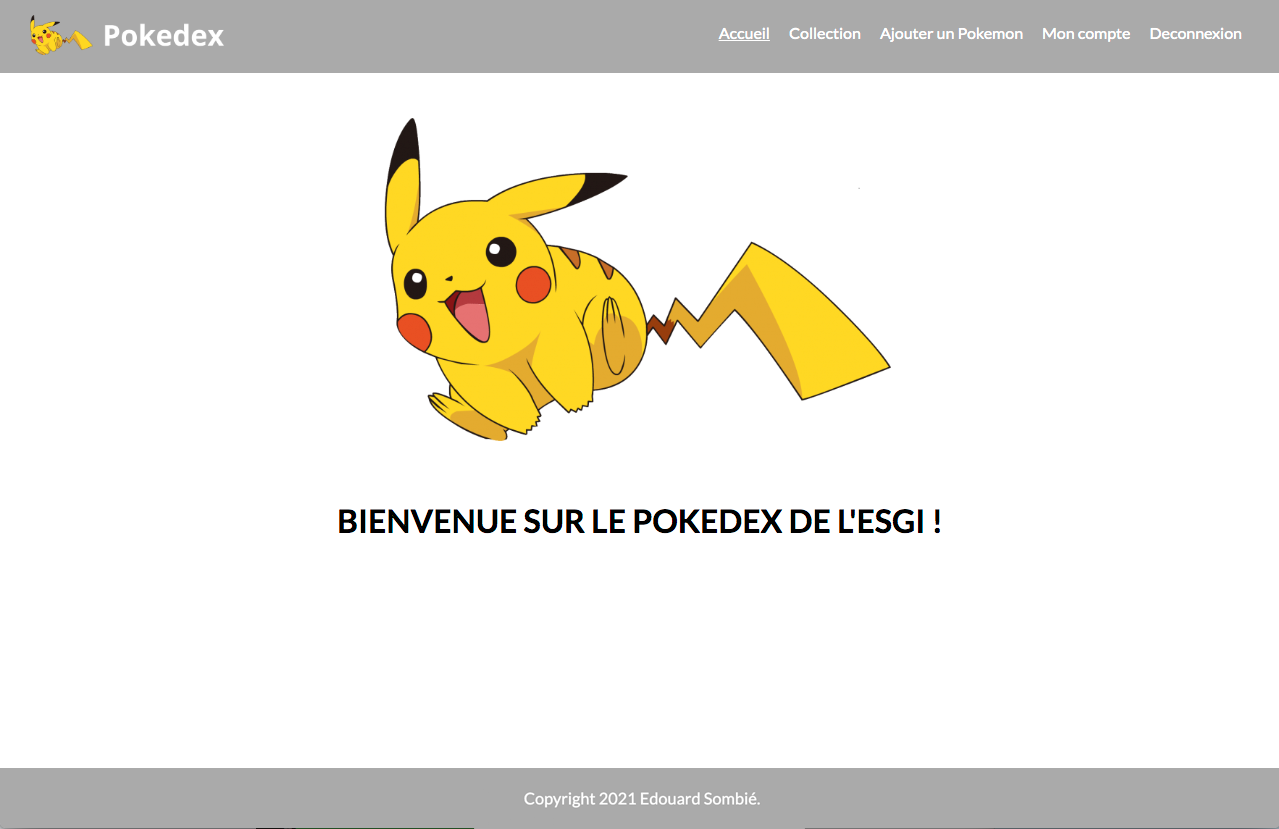 Pokedex
Accueil Collection Ajouter un Pokemon Mon compte Deconnexion
BIENVENUE SUR LE POKEDEX DE L'ESGI !
Copyright 2021 Edouard Sombié.